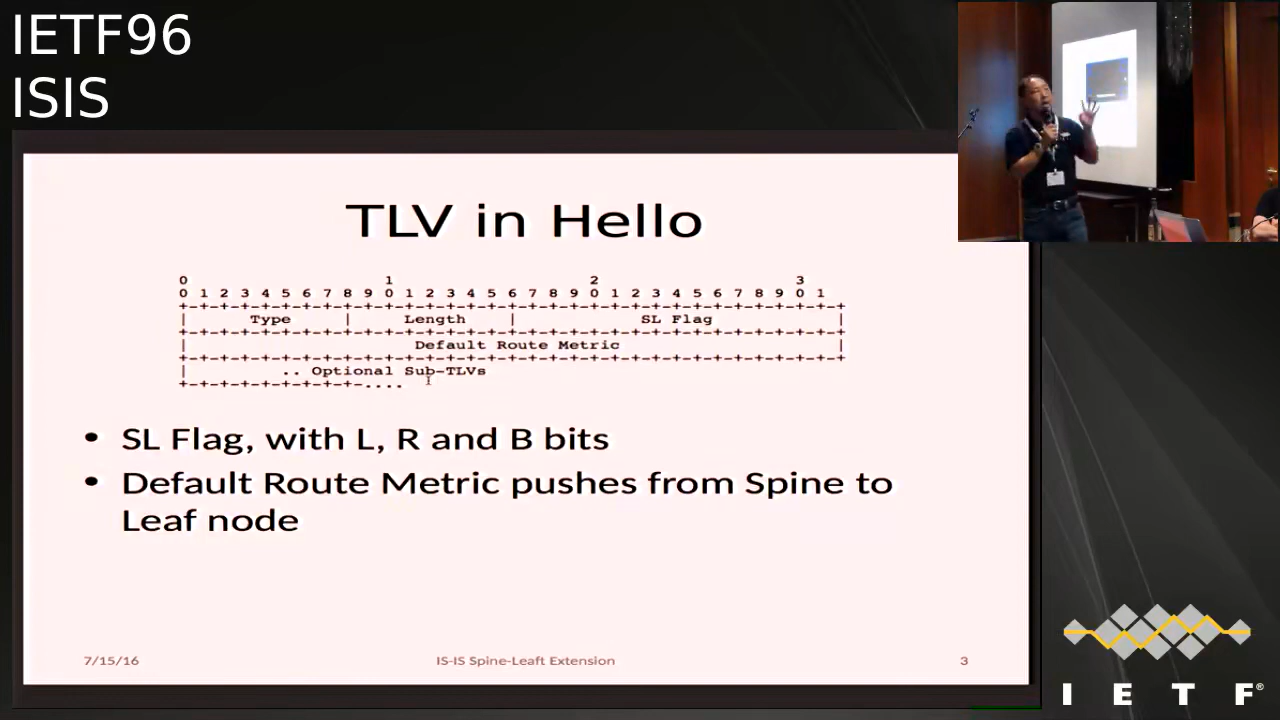 IETF96
ISIS
TLV in Hello
0 1 2 3
0 1 2 3 4 5 6 7 8 9 0 1 2 3 4 5 6 7 8 9 0 1 2 3 4 5 6 7 8 9 0 1
+-+-+-+-+-+-+-+-+-+-+-+-+-+-+-+-+-+-+-+-+-+-+-+-+-+-+-+-+-+-+-+-+
| Type | Length | SL Flag |
+-+-+-+-+-+-+-+-+-+-+-+-+-+-+-+-+-+-+-+-+-+-+-+-+-+-+-+-+-+-+-+-+
| Default Route Metric |
+-+-+-+-+-+-+-+-+-+-+-+-+-+-+-+-+-+-+-+-+-+-+-+-+-+-+-+-+-+-+-+-+
| .. Optional Sub-TLVs
+-+-+-+-+-+-+-+-+-....
• SL Flag, with L, R and B bits
• Default Route Metric pushes from Spine to
Leaf node
7/15/16 IS-IS Spine-Leaft Extension 3
IETF®